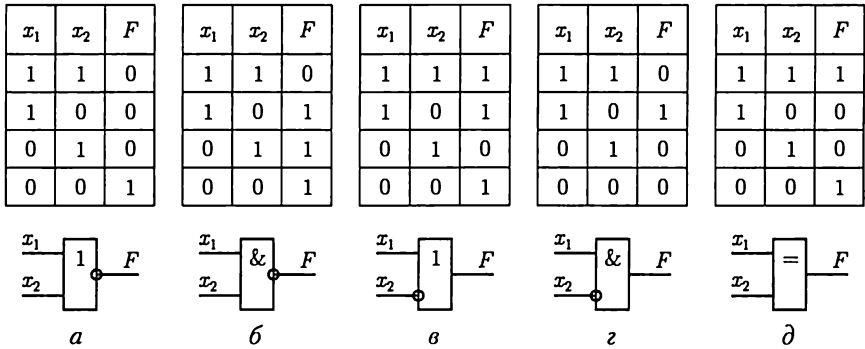 x₁ x₂ F x₁ x₂ F x₁ x₂ F x₁ x₂ F x₁ x₂ F
1 1 0 1 1 0 1 1 1 1 1 0 1 1 1
1 0 0 1 0 1 1 0 1 1 0 1 1 0 0
0 1 0 0 1 1 0 1 0 0 1 0 0 1 0
0 0 1 0 0 1 0 0 1 0 0 0 0 0 1
x₁ 1 F x₁ & F x₁ 1 F x₁ & F x₁ = F
x₂ x₂ x₂ x₂ x₂
а б в г д